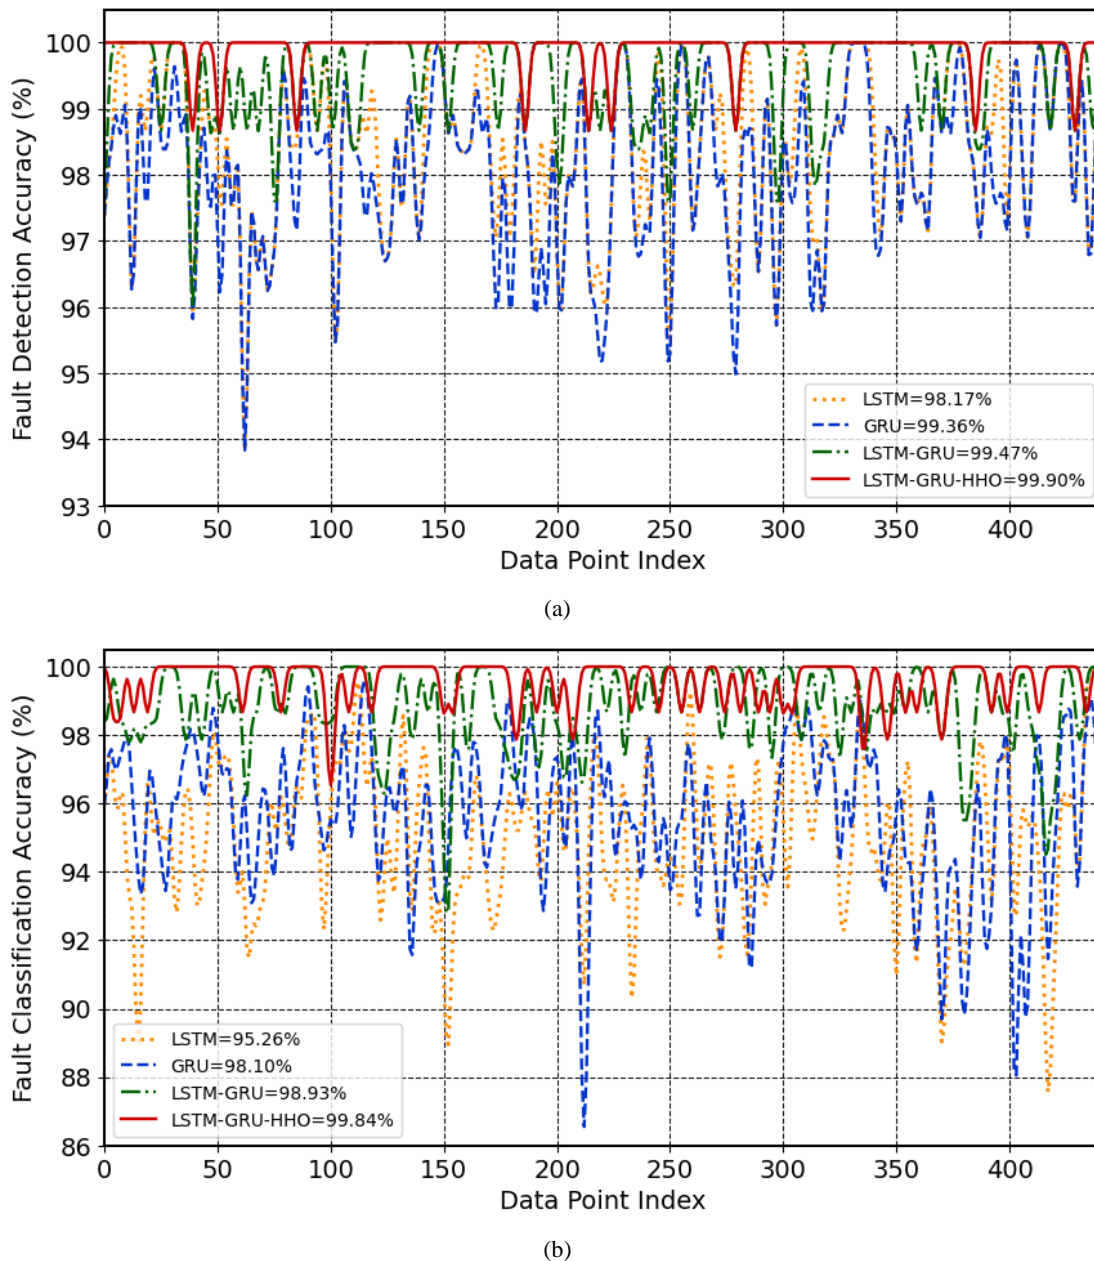 100
99
98
97
96
95
94
93
Fault Detection Accuracy (%)
LSTM=98.17%
GRU=99.36%
LSTM-GRU=99.47%
LSTM-GRU-HHO=99.90%
0 50 100 150 200 250 300 350 400
Data Point Index
(a)
100
98
96
94
92
90
88
86
Fault Classification Accuracy (%)
LSTM=95.26%
GRU=98.10%
LSTM-GRU=98.93%
LSTM-GRU-HHO=99.84%
0 50 100 150 200 250 300 350 400
Data Point Index
(b)